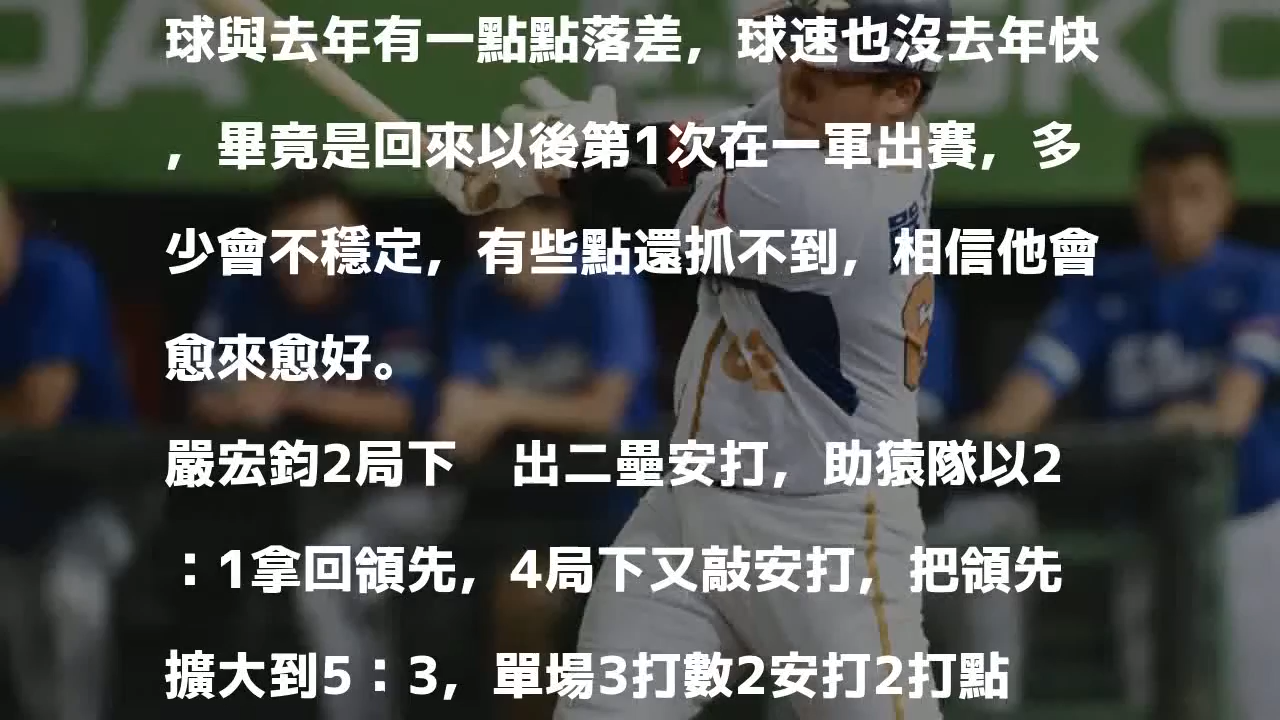 球與去年有一點點落差，球速也沒去年快
，畢竟是回來以後第1次在一軍出賽，多
少會不穩定，有些點還抓不到，相信他會
愈來愈好。
嚴宏鈞2局下　出二壘安打，助猿隊以2
：1拿回領先，4局下又敲安打，把領先
擴大到5：3，單場3打數2安打2打點